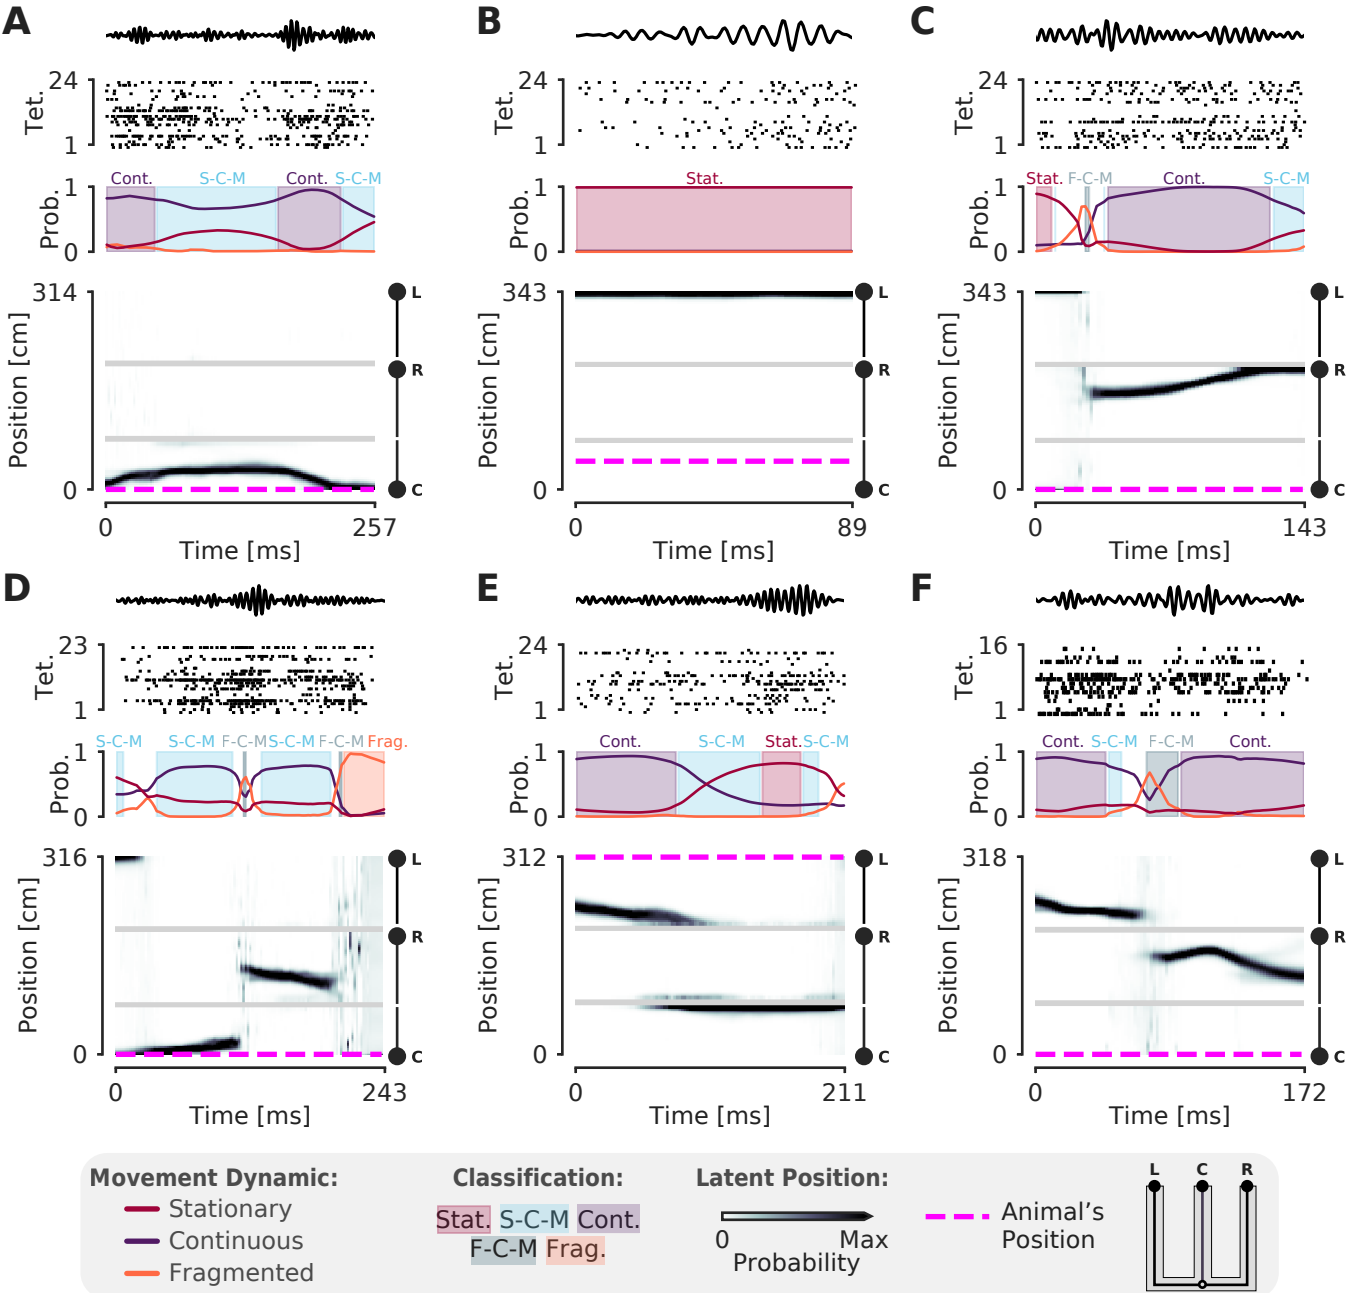 A
B
C
24
Tet.
1
24
Tet.
1
24
Tet.
1
Cont. S-C-M Cont. S-C-M
1
Prob.
0
Stat.
1
Prob.
0
Stat. F-C-M Cont. S-C-M
1
Prob.
0
314
Position [cm]
0
L
R
C
0 257
Time [ms]
343
Position [cm]
0
L
R
C
0 89
Time [ms]
343
Position [cm]
0
L
R
C
0 143
Time [ms]
D
E
F
23
Tet.
1
24
Tet.
1
16
Tet.
1
S-C-M S-C-M F-C-M S-C-M F-C-M Frag.
1
Prob.
0
Cont. S-C-M Stat. S-C-M
1
Prob.
0
Cont. S-C-M F-C-M Cont.
1
Prob.
0
316
Position [cm]
0
L
R
C
0 243
Time [ms]
312
Position [cm]
0
L
R
C
0 211
Time [ms]
318
Position [cm]
0
L
R
C
0 172
Time [ms]
Movement Dynamic:
Stationary
Continuous
Fragmented
Classification:
Stat. S-C-M Cont.
F-C-M Frag.
Latent Position:
0 Max
Probability
Animal's
Position
L C R